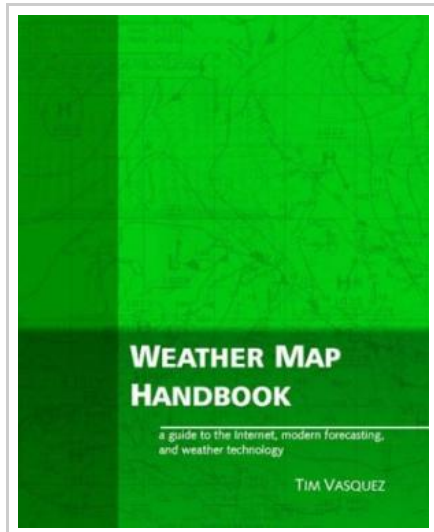 WEATHER MAP
HANDBOOK
a guide to the Internet, modern forecasting,
and weather technology
TIM VASQUEZ